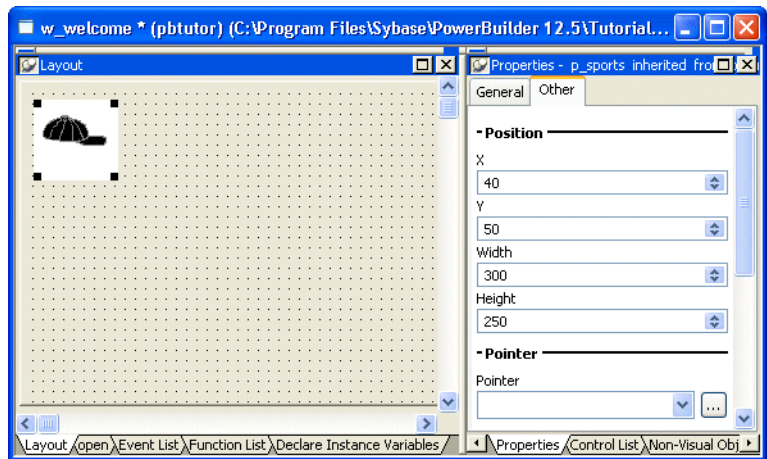 w_welcome * (pbtutor) (C:\Program Files\Sybase\PowerBuilder 12.5\Tutorial...
Layout
Properties - p_sports inherited
General Other
Position
X
40
Y
50
Width
300
Height
250
Pointer
Pointer
...
Layout open Event List Function List Declare Instance Variables
Properties Control List Non-Visual Obj